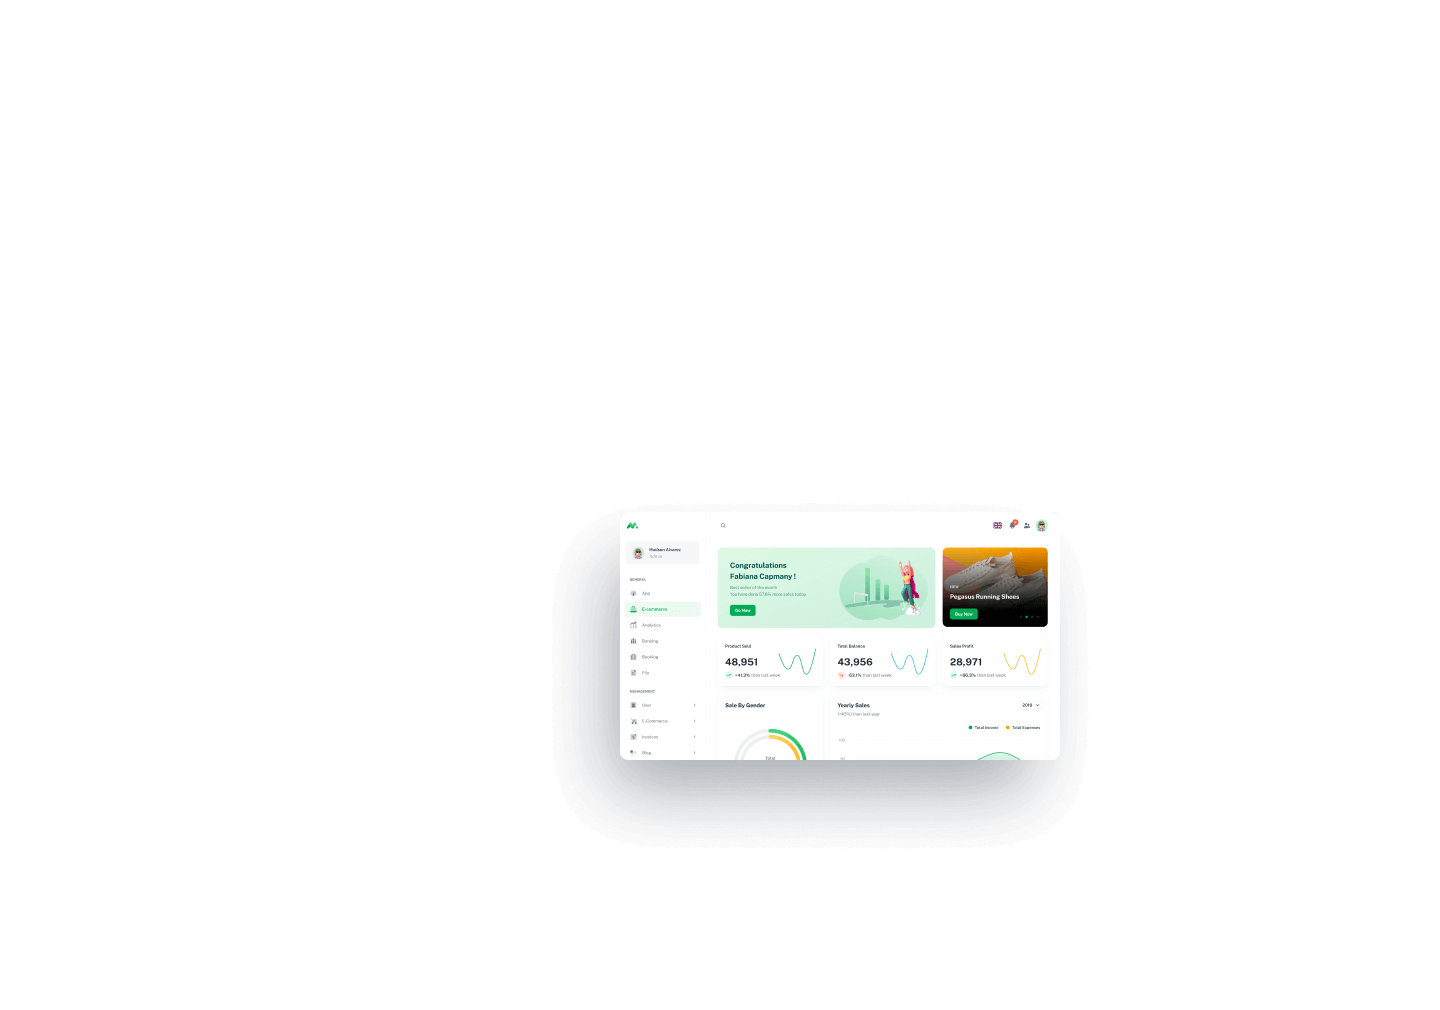 Hudson Alvarez
Admin
GENERAL
App
E-commerce
Analytics
Banking
Booking
File
MANAGEMENT
User
E-Commerce
Invoices
Blog
Congratulations
Fabiana Capmany !
Best seller of the month
You have done 57.6% more sales today.
Go Now
NEW
Pegasus Running Shoes
Buy Now
Product Sold
48,951
+41.3% than last week
Total Balance
43,956
-63.1% than last week
Sales Profit
28,971
+66.3% than last week
Sale By Gender
Total
Yearly Sales
(+43%) than last year
2019
Total Income
Total Expenses